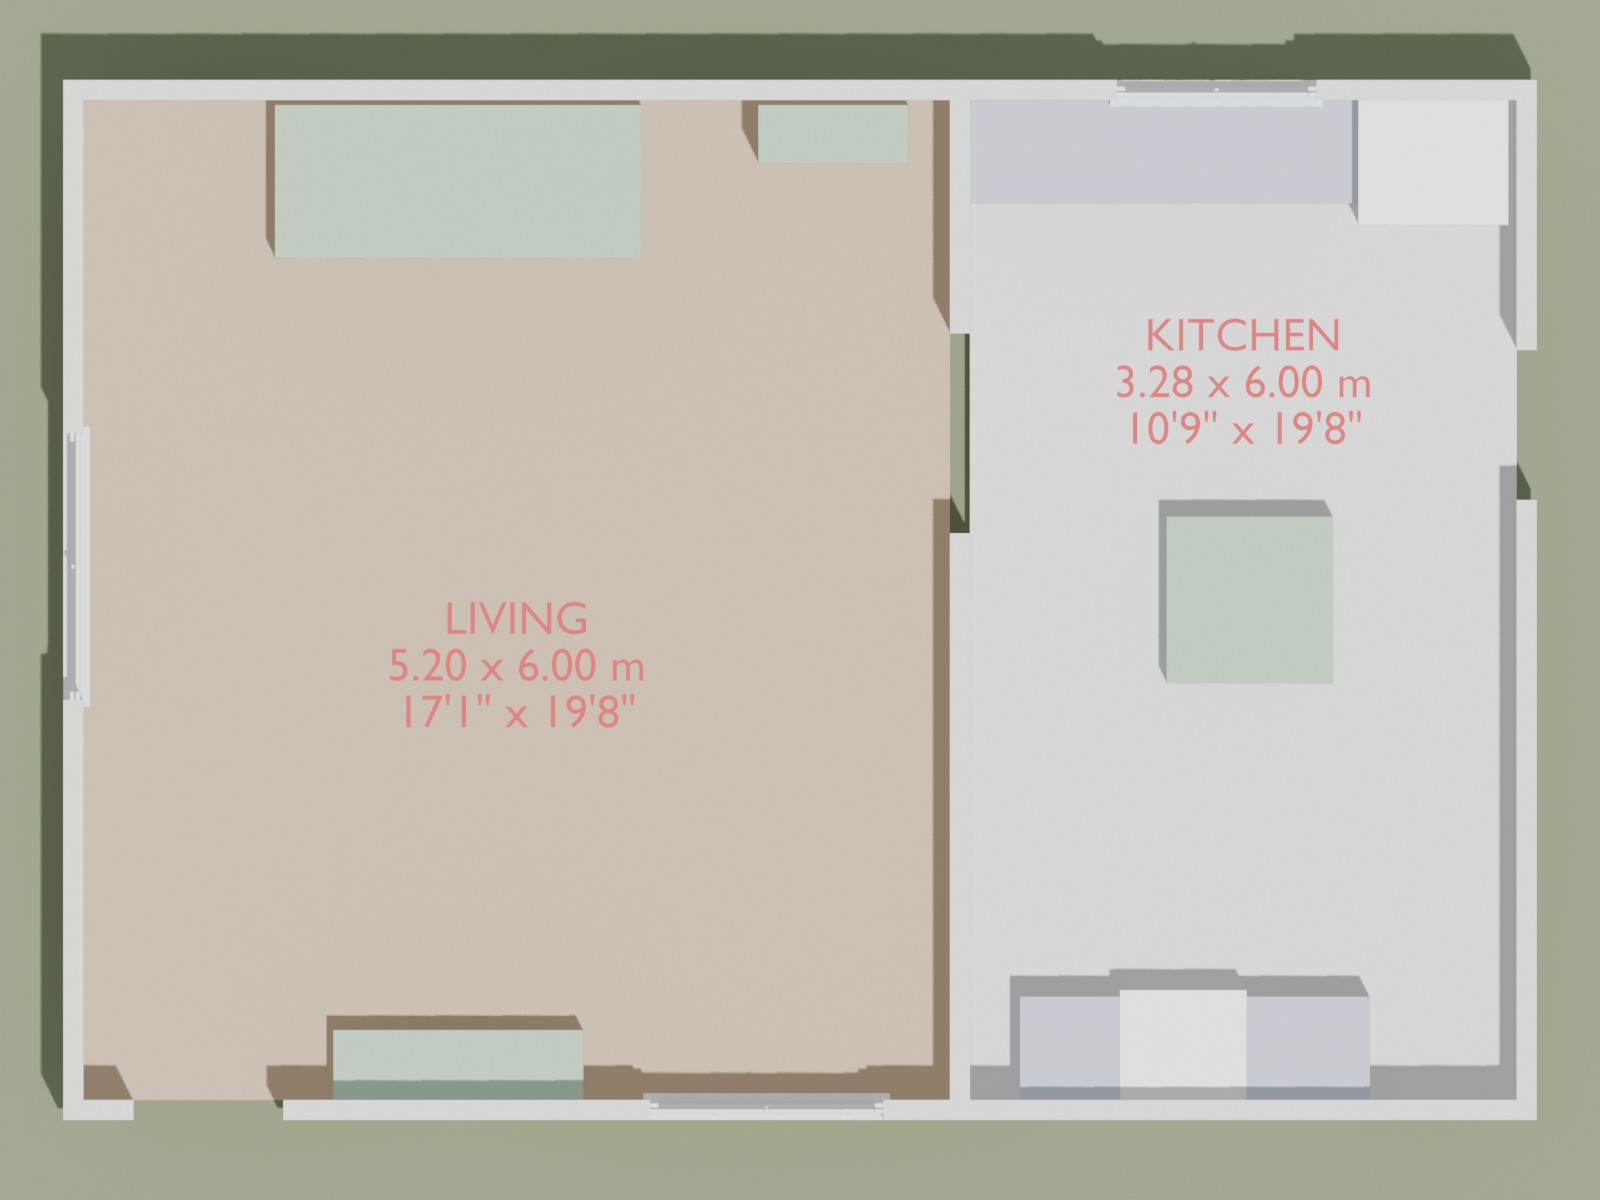 KITCHEN
3.28 x 6.00 m
10'9" x 19'8"
LIVING
5.20 x 6.00 m
17'1" x 19'8"